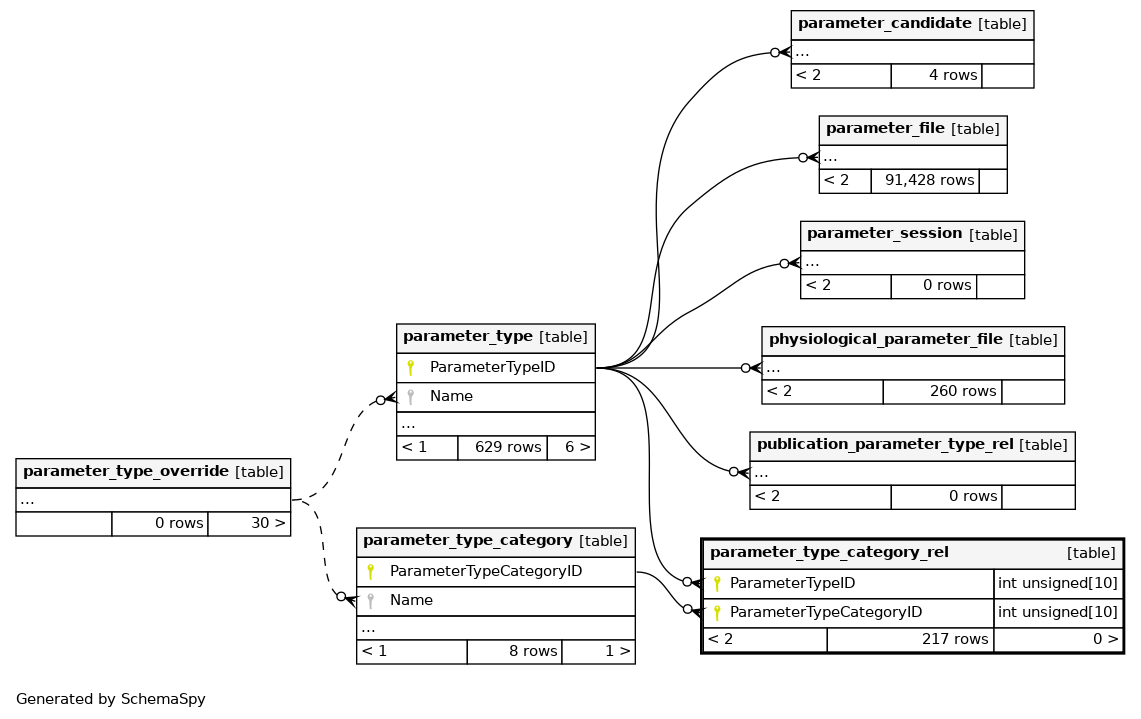 parameter_candidate [table]
...
< 2 4 rows
parameter_file [table]
...
< 2 91,428 rows
parameter_session [table]
...
< 2 0 rows
parameter_type [table]
ParameterTypeID
Name
...
< 1 629 rows 6 >
physiological_parameter_file [table]
...
< 2 260 rows
publication_parameter_type_rel [table]
...
< 2 0 rows
parameter_type_override [table]
...
0 rows 30 >
parameter_type_category [table]
ParameterTypeCategoryID
Name
...
< 1 8 rows 1 >
parameter_type_category_rel [table]
ParameterTypeID int unsigned[10]
ParameterTypeCategoryID int unsigned[10]
< 2 217 rows 0 >
Generated by SchemaSpy